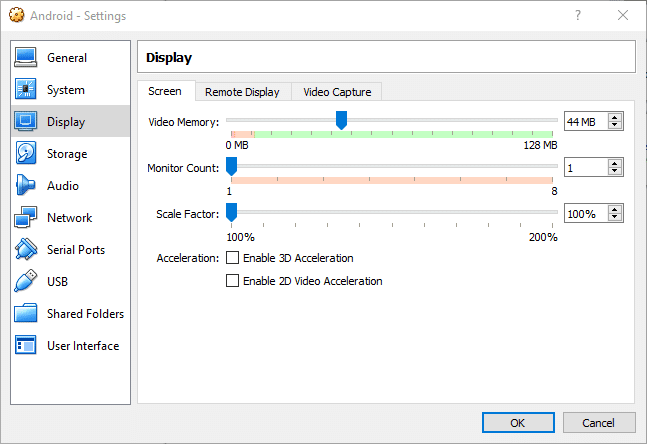 Android - Settings
?
General
System
Display
Storage
Audio
Network
Serial Ports
USB
Shared Folders
User Interface
Display
Screen Remote Display Video Capture
Video Memory: 44 MB
0 MB 128 MB
Monitor Count: 1
1 8
Scale Factor: 100%
100% 200%
Acceleration: Enable 3D Acceleration
Enable 2D Video Acceleration
OK Cancel